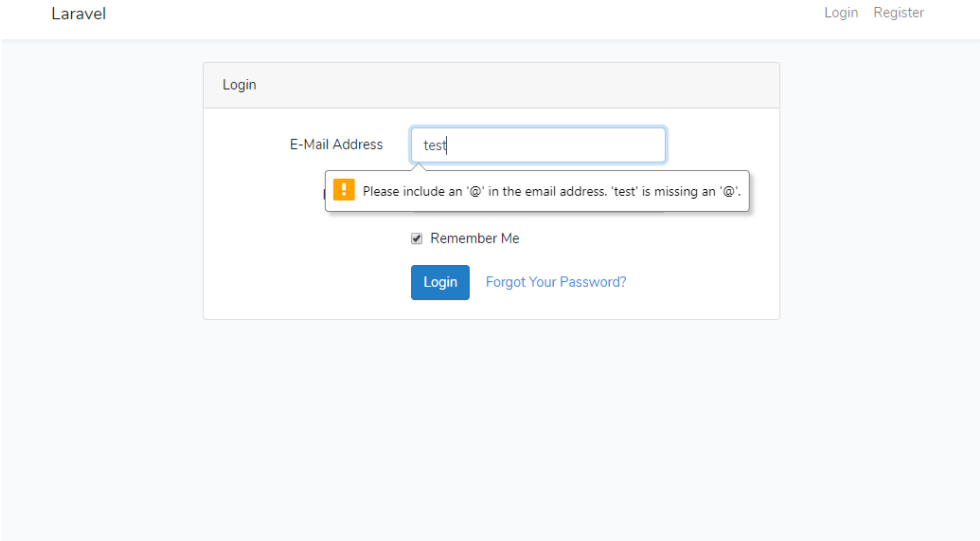 Laravel
Login Register
Login
E-Mail Address
test
Please include an '@' in the email address. 'test' is missing an '@'.
Remember Me
Login Forgot Your Password?